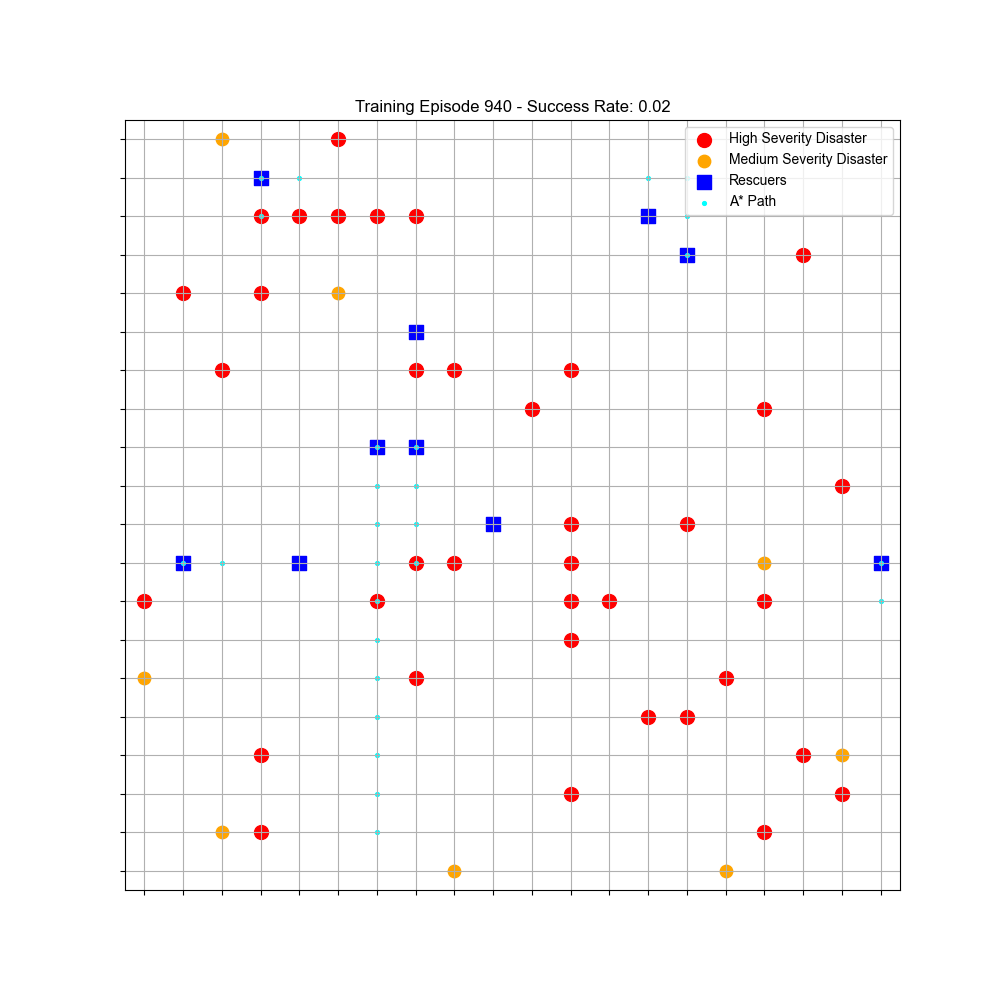 Training Episode 940 - Success Rate: 0.02
High Severity Disaster
Medium Severity Disaster
Rescuers
A* Path